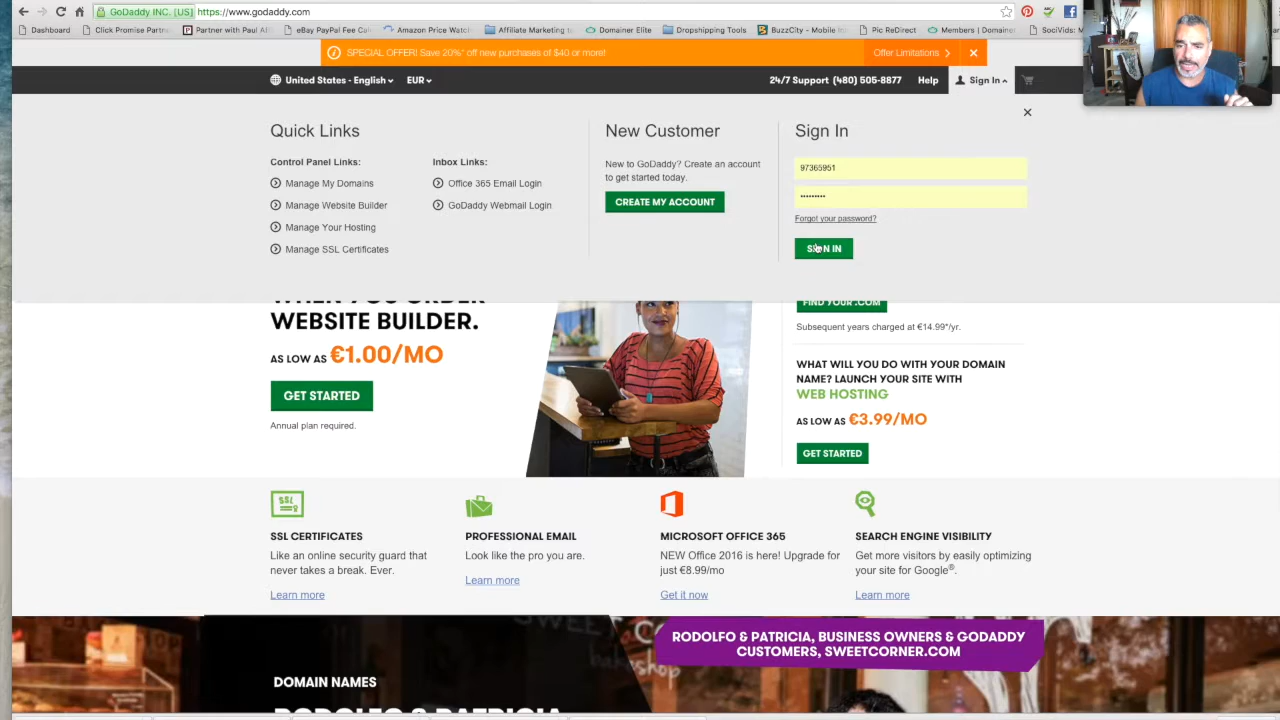 GoDaddy INC. [US] https://www.godaddy.com
Dashboard Click Promise Partne Partner with Paul Al eBay PayPal Fee Calc Amazon Price Watch Affiliate Marketing Domainer Elite Dropshipping Tools BuzzCity - Mobile Pic ReDirect Members | Domainer SociVids: Most
SPECIAL OFFER! Save 20%* off new purchases of $40 or more! Offer Limitations
United States - English EUR 24/7 Support (480) 505-8877 Help Sign In
Quick Links
Control Panel Links:
Manage My Domains
Manage Website Builder
Manage Your Hosting
Manage SSL Certificates
Inbox Links:
Office 365 Email Login
GoDaddy Webmail Login
New Customer
New to GoDaddy? Create an account
to get started today.
CREATE MY ACCOUNT
Sign In
97365951
•••••••••
Forgot your password?
SIGN IN
WHEN YOU ORDER
WEBSITE BUILDER.
AS LOW AS €1.00/MO
GET STARTED
Annual plan required.
FIND YOUR .COM
Subsequent years charged at €14.99*/yr.
WHAT WILL YOU DO WITH YOUR DOMAIN
NAME? LAUNCH YOUR SITE WITH
WEB HOSTING
AS LOW AS €3.99/MO
GET STARTED
SSL
SSL CERTIFICATES
Like an online security guard that
never takes a break. Ever.
Learn more
PROFESSIONAL EMAIL
Look like the pro you are.
Learn more
MICROSOFT OFFICE 365
NEW Office 2016 is here! Upgrade for
just €8.99/mo
Get it now
SEARCH ENGINE VISIBILITY
Get more visitors by easily optimizing
your site for Google®.
Learn more
RODOLFO & PATRICIA, BUSINESS OWNERS & GODADDY
CUSTOMERS, SWEETCORNER.COM
DOMAIN NAMES
RODOLFO & PATRICIA